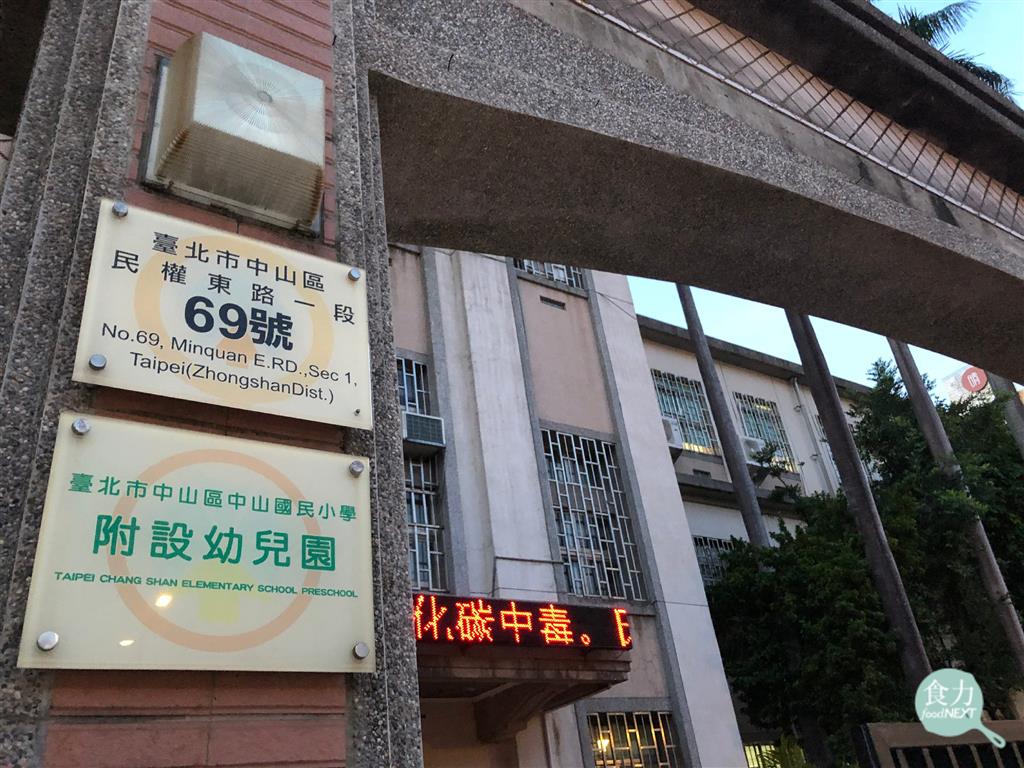 臺北市中山區
民權東路一段
69號
No.69, Minquan E.RD.,Sec 1,
Taipei(ZhongshanDist.)
臺北市中山區中山國民小學
附設幼兒園
TAIPEI CHANG SHAN ELEMENTARY SCHOOL PRESCHOOL
化碳中毒。
食力
foodNEXT